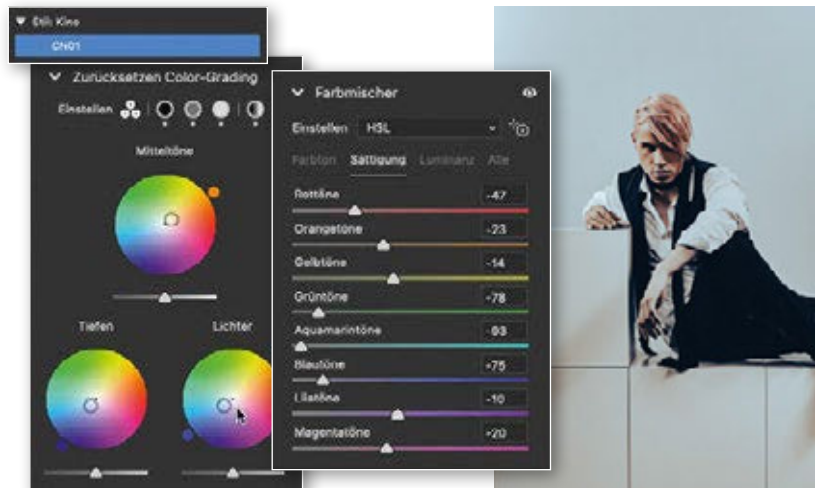 Stil: Kino
CN01
Zurücksetzen Color-Grading
Einstellen
Mitteltöne
Tiefen
Lichter
Farbmischer
Einstellen HSL
Farbton Sättigung Luminanz Alle
Rottöne -47
Orangetöne -23
Gelbtöne -14
Grüntöne -78
Aquamarintöne -93
Blautöne -75
Lilatöne -10
Magentatöne -20